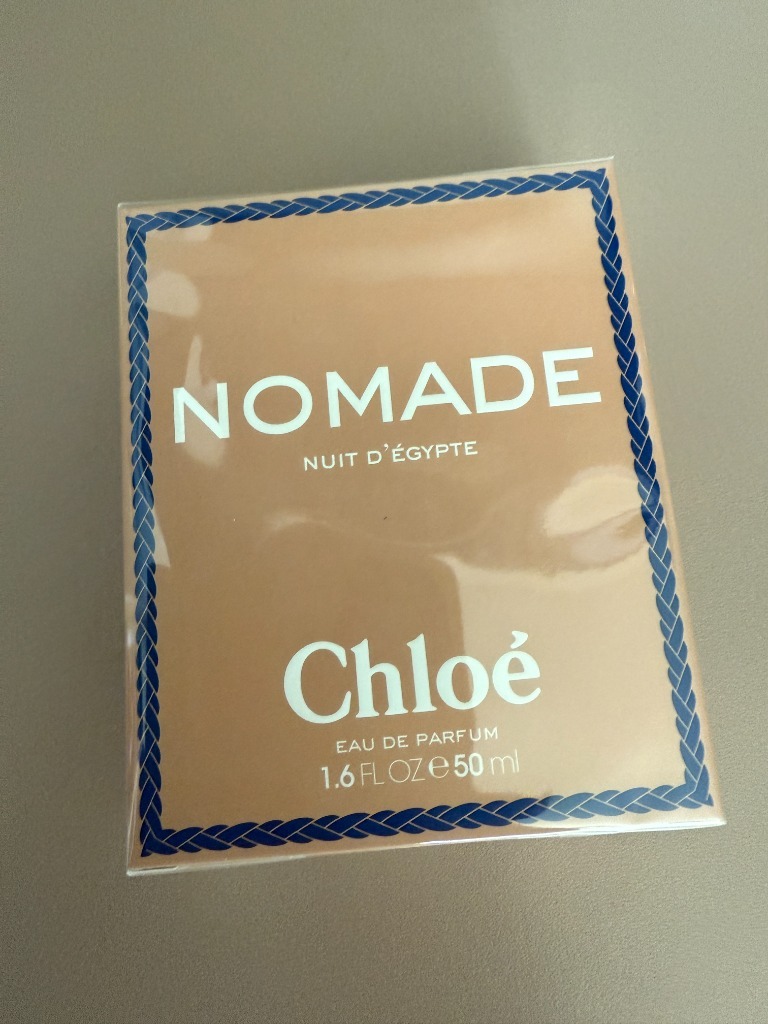 NOMADE
NUIT D'ÉGYPTE
Chloé
EAU DE PARFUM
1.6 FL OZ e 50 ml